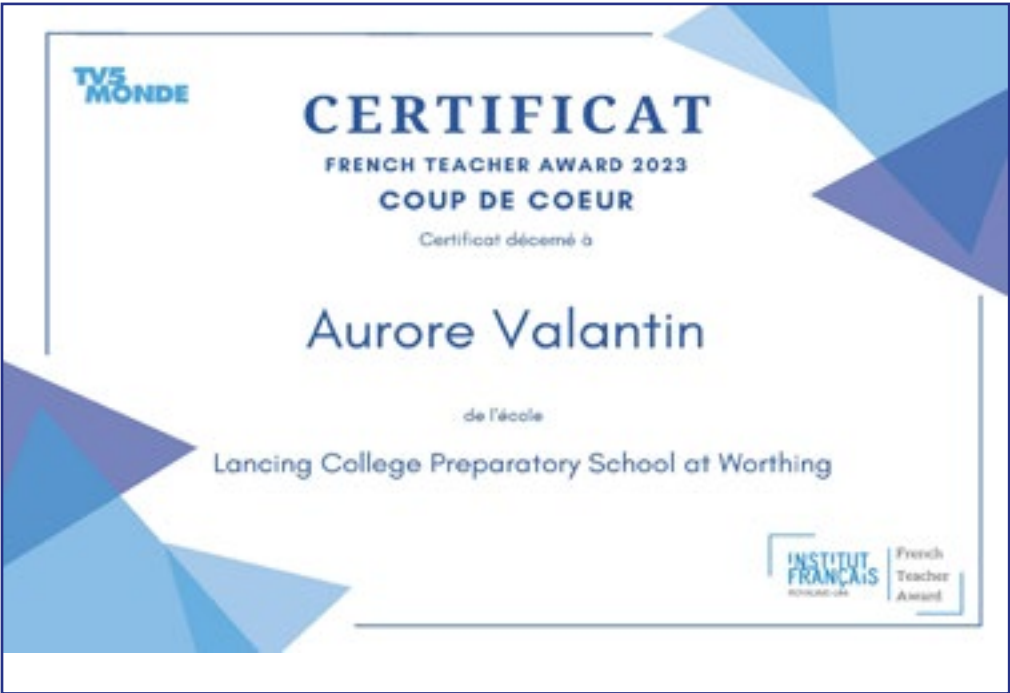 TV5
MONDE
CERTIFICAT
FRENCH TEACHER AWARD 2023
COUP DE COEUR
Certificat décerné à
Aurore Valantin
de l'école
Lancing College Preparatory School at Worthing
INSTITUT
FRANÇAIS
French
Teacher
Award